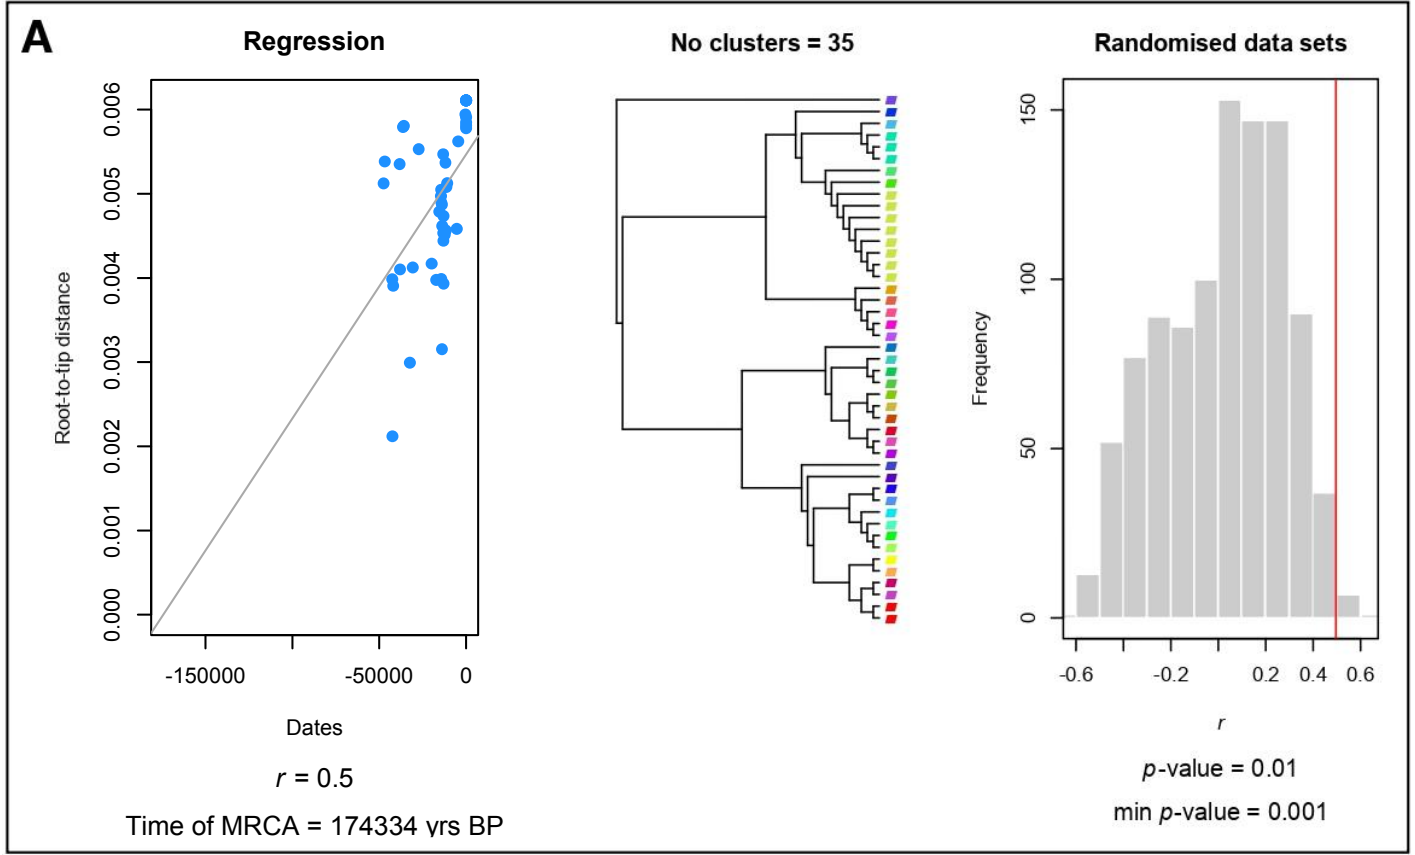 A
Regression
No clusters = 35
Randomised data sets
Root-to-tip distance
0.000
0.001
0.002
0.003
0.004
0.005
0.006
-150000
-50000
0
Dates
r = 0.5
Time of MRCA = 174334 yrs BP
Frequency
0
50
100
150
-0.6
-0.2
0.2
0.4
0.6
r
p-value = 0.01
min p-value = 0.001